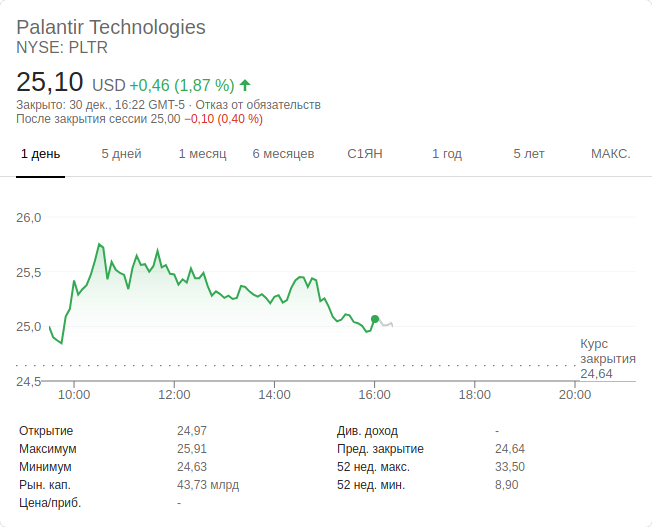 Palantir Technologies
NYSE: PLTR
25,10 USD +0,46 (1,87 %)
Закрыто: 30 дек., 16:22 GMT-5 · Отказ от обязательств
После закрытия сессии 25,00 −0,10 (0,40 %)
1 день 5 дней 1 месяц 6 месяцев С1ЯН 1 год 5 лет МАКС.
26,0
25,5
25,0
Курс
закрытия
24,64
24,5
10:00 12:00 14:00 16:00 18:00 20:00
Открытие 24,97 Див. доход -
Максимум 25,91 Пред. закрытие 24,64
Минимум 24,63 52 нед. макс. 33,50
Рын. кап. 43,73 млрд 52 нед. мин. 8,90
Цена/приб. -